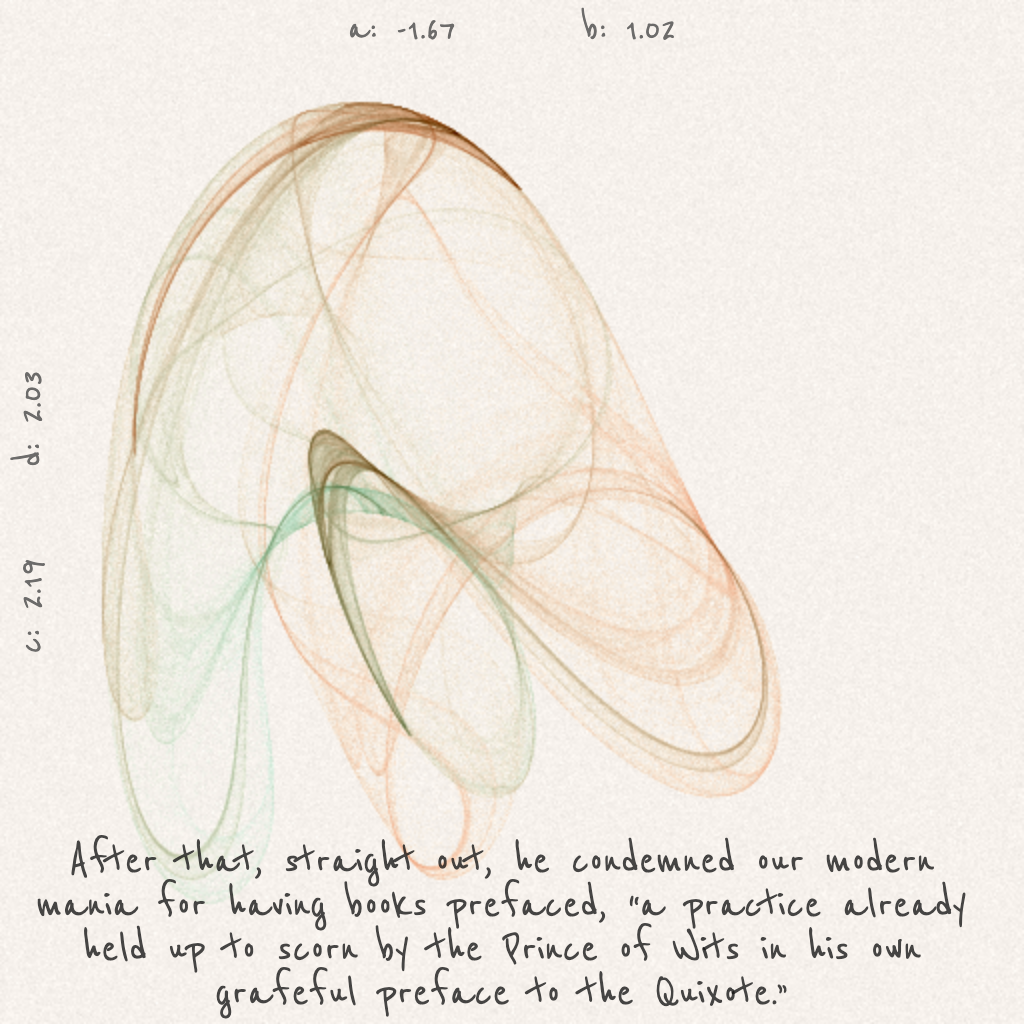 a: -1.67 b: 1.02
d: 2.03
c: 2.19
After that, straight out, he condemned our modern
mania for having books prefaced, "a practice already
held up to scorn by the Prince of Wits in his own
grateful preface to the Quixote."